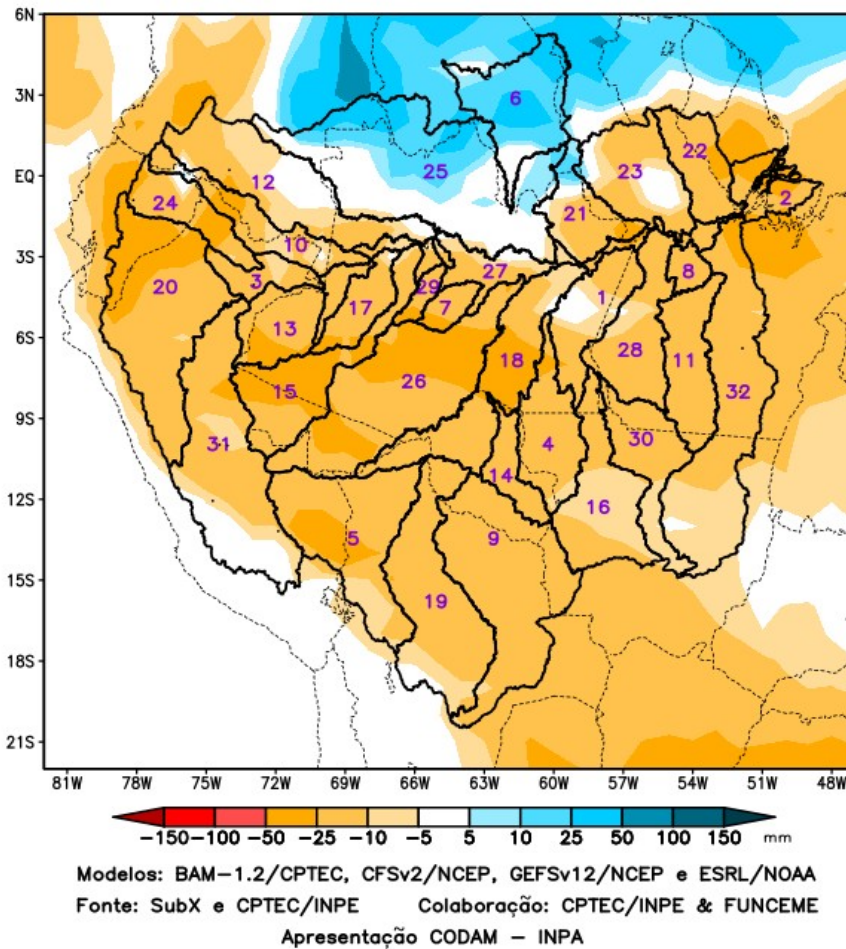 6N
3N
EQ
3S
6S
9S
12S
15S
18S
21S
6
22
25
23
12
2
24
21
10
27
8
3
20
29
1
17
7
13
28
18
11
15
26
32
31
4
30
14
16
5
9
19
81W 78W 75W 72W 69W 66W 63W 60W 57W 54W 51W 48W
-150 -100 -50 -25 -10 -5 5 10 25 50 100 150 mm
Modelos: BAM-1.2/CPTEC, CFSv2/NCEP, GEFSv12/NCEP e ESRL/NOAA
Fonte: SubX e CPTEC/INPE Colaboração: CPTEC/INPE & FUNCEME
Apresentação CODAM - INPA